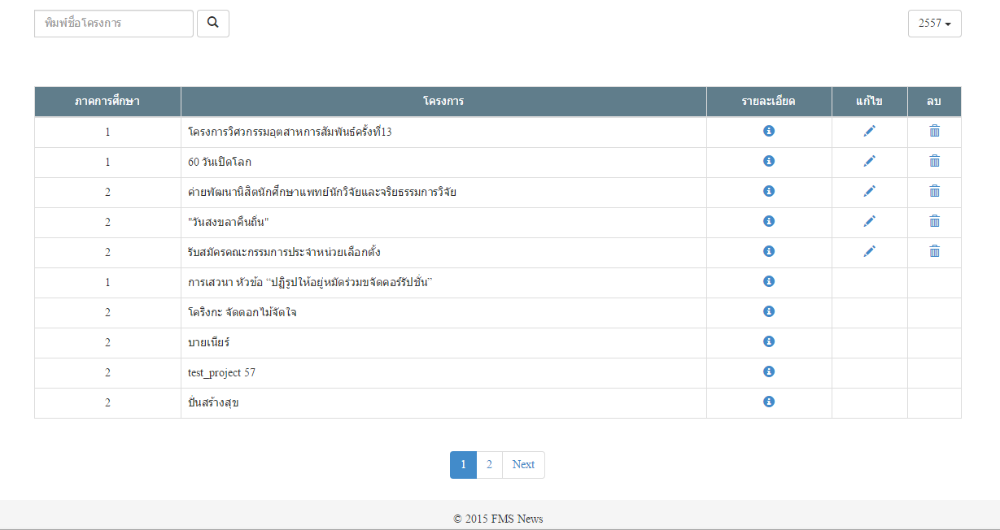 พิมพ์ชื่อโครงการ
2557
ภาคการศึกษา โครงการ รายละเอียด แก้ไข ลบ
1 โครงการวิศวกรรมอุตสาหการสัมพันธ์ครั้งที่13
1 60 วันเปิดโลก
2 ค่ายพัฒนานิสิตนักศึกษาแพทย์นักวิจัยและจริยธรรมการวิจัย
2 "วันสงขลาคืนถิ่น"
2 รับสมัครคณะกรรมการประจำหน่วยเลือกตั้ง
1 การเสวนา หัวข้อ “ปฏิรูปให้อยู่หมัดร่วมขจัดคอร์รัปชั่น”
2 โคริงกะ จัดดอกไม้จัดใจ
2 บายเนียร์
2 test_project 57
2 ปั่นสร้างสุข
1 2 Next
© 2015 FMS News